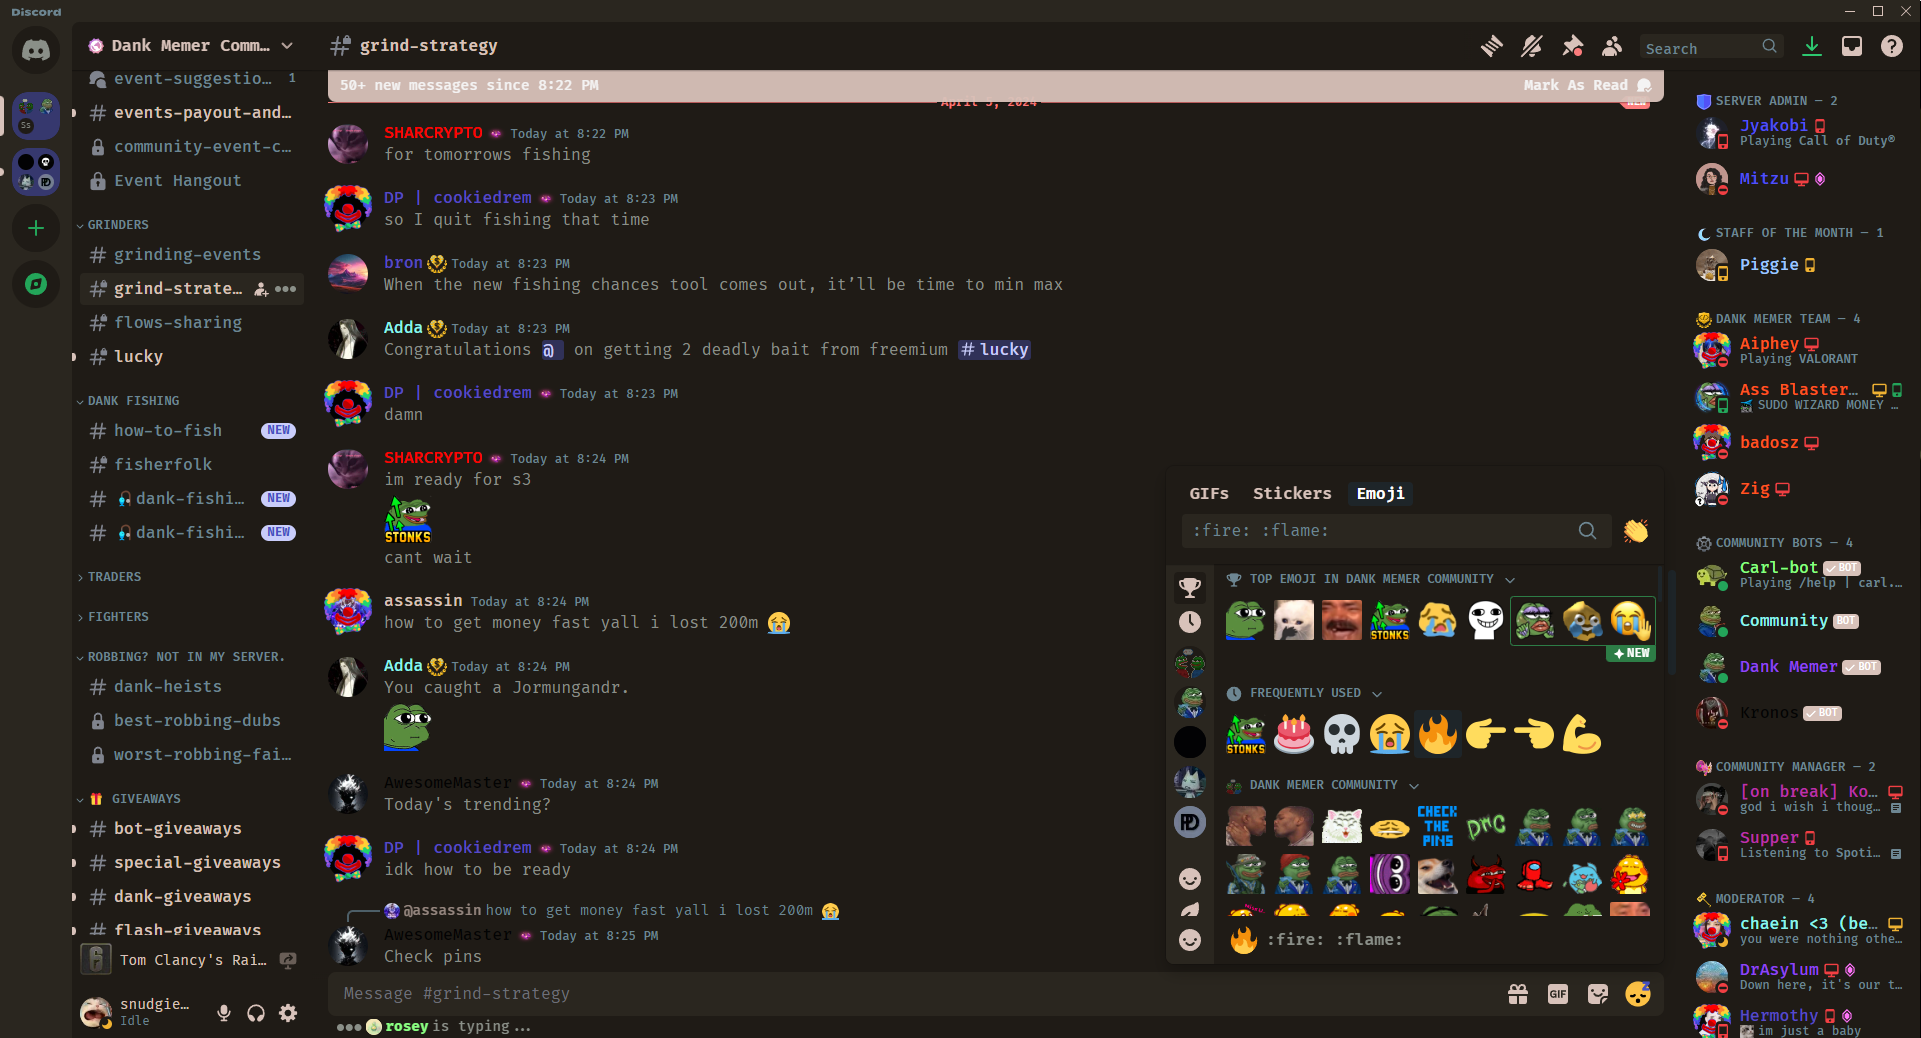 Discord
Dank Memer Comm...
event-suggestio... 1
events-payout-and...
community-event-c...
Event Hangout
GRINDERS
grinding-events
grind-strate...
flows-sharing
lucky
DANK FISHING
how-to-fish NEW
fisherfolk
dank-fishi... NEW
dank-fishi... NEW
TRADERS
FIGHTERS
ROBBING? NOT IN MY SERVER.
dank-heists
best-robbing-dubs
worst-robbing-fai...
GIVEAWAYS
bot-giveaways
special-giveaways
dank-giveaways
flash-giveaways
Tom Clancy's Rai...
snudgie...
Idle
Ss
grind-strategy
Search
50+ new messages since 8:22 PM Mark As Read
April 5, 2024 NEW
SHARCRYPTO Today at 8:22 PM
for tomorrows fishing
DP | cookiedrem Today at 8:23 PM
so I quit fishing that time
bron Today at 8:23 PM
When the new fishing chances tool comes out, it’ll be time to min max
Adda Today at 8:23 PM
Congratulations @ on getting 2 deadly bait from freemium # lucky
DP | cookiedrem Today at 8:23 PM
damn
SHARCRYPTO Today at 8:24 PM
im ready for s3
STONKS
cant wait
assassin Today at 8:24 PM
how to get money fast yall i lost 200m 😭
Adda Today at 8:24 PM
You caught a Jormungandr.
AwesomeMaster Today at 8:24 PM
Today's trending?
DP | cookiedrem Today at 8:24 PM
idk how to be ready
@assassin how to get money fast yall i lost 200m 😭
AwesomeMaster Today at 8:25 PM
Check pins
Message #grind-strategy
GIF
rosey is typing...
GIFs Stickers Emoji
:fire: :flame:
TOP EMOJI IN DANK MEMER COMMUNITY
STONKS
NEW
FREQUENTLY USED
STONKS
DANK MEMER COMMUNITY
CHECK
THE
PINS
DMC
:fire: :flame:
SERVER ADMIN — 2
Jyakobi
Playing Call of Duty®
Mitzu
STAFF OF THE MONTH — 1
Piggie
DANK MEMER TEAM — 4
Aiphey
Playing VALORANT
Ass Blaster...
SUDO WIZARD MONEY ...
badosz
Zig
COMMUNITY BOTS — 4
Carl-bot BOT
Playing /help | carl...
Community BOT
Dank Memer BOT
Kronos BOT
COMMUNITY MANAGER — 2
[on break] Ko...
god i wish i thoug...
Supper
Listening to Spoti...
MODERATOR — 4
chaein <3 (be...
you were nothing othe...
DrAsylum
Down here, it's our t...
Hermothy
im just a baby